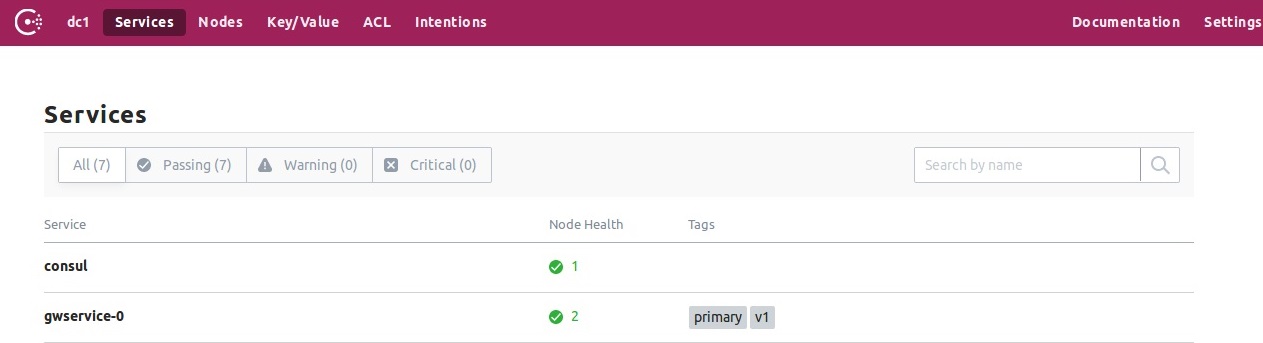 dc1 Services Nodes Key/Value ACL Intentions Documentation Settings
Services
All (7) Passing (7) Warning (0) Critical (0) Search by name
Service Node Health Tags
consul 1
gwservice-0 2 primary v1